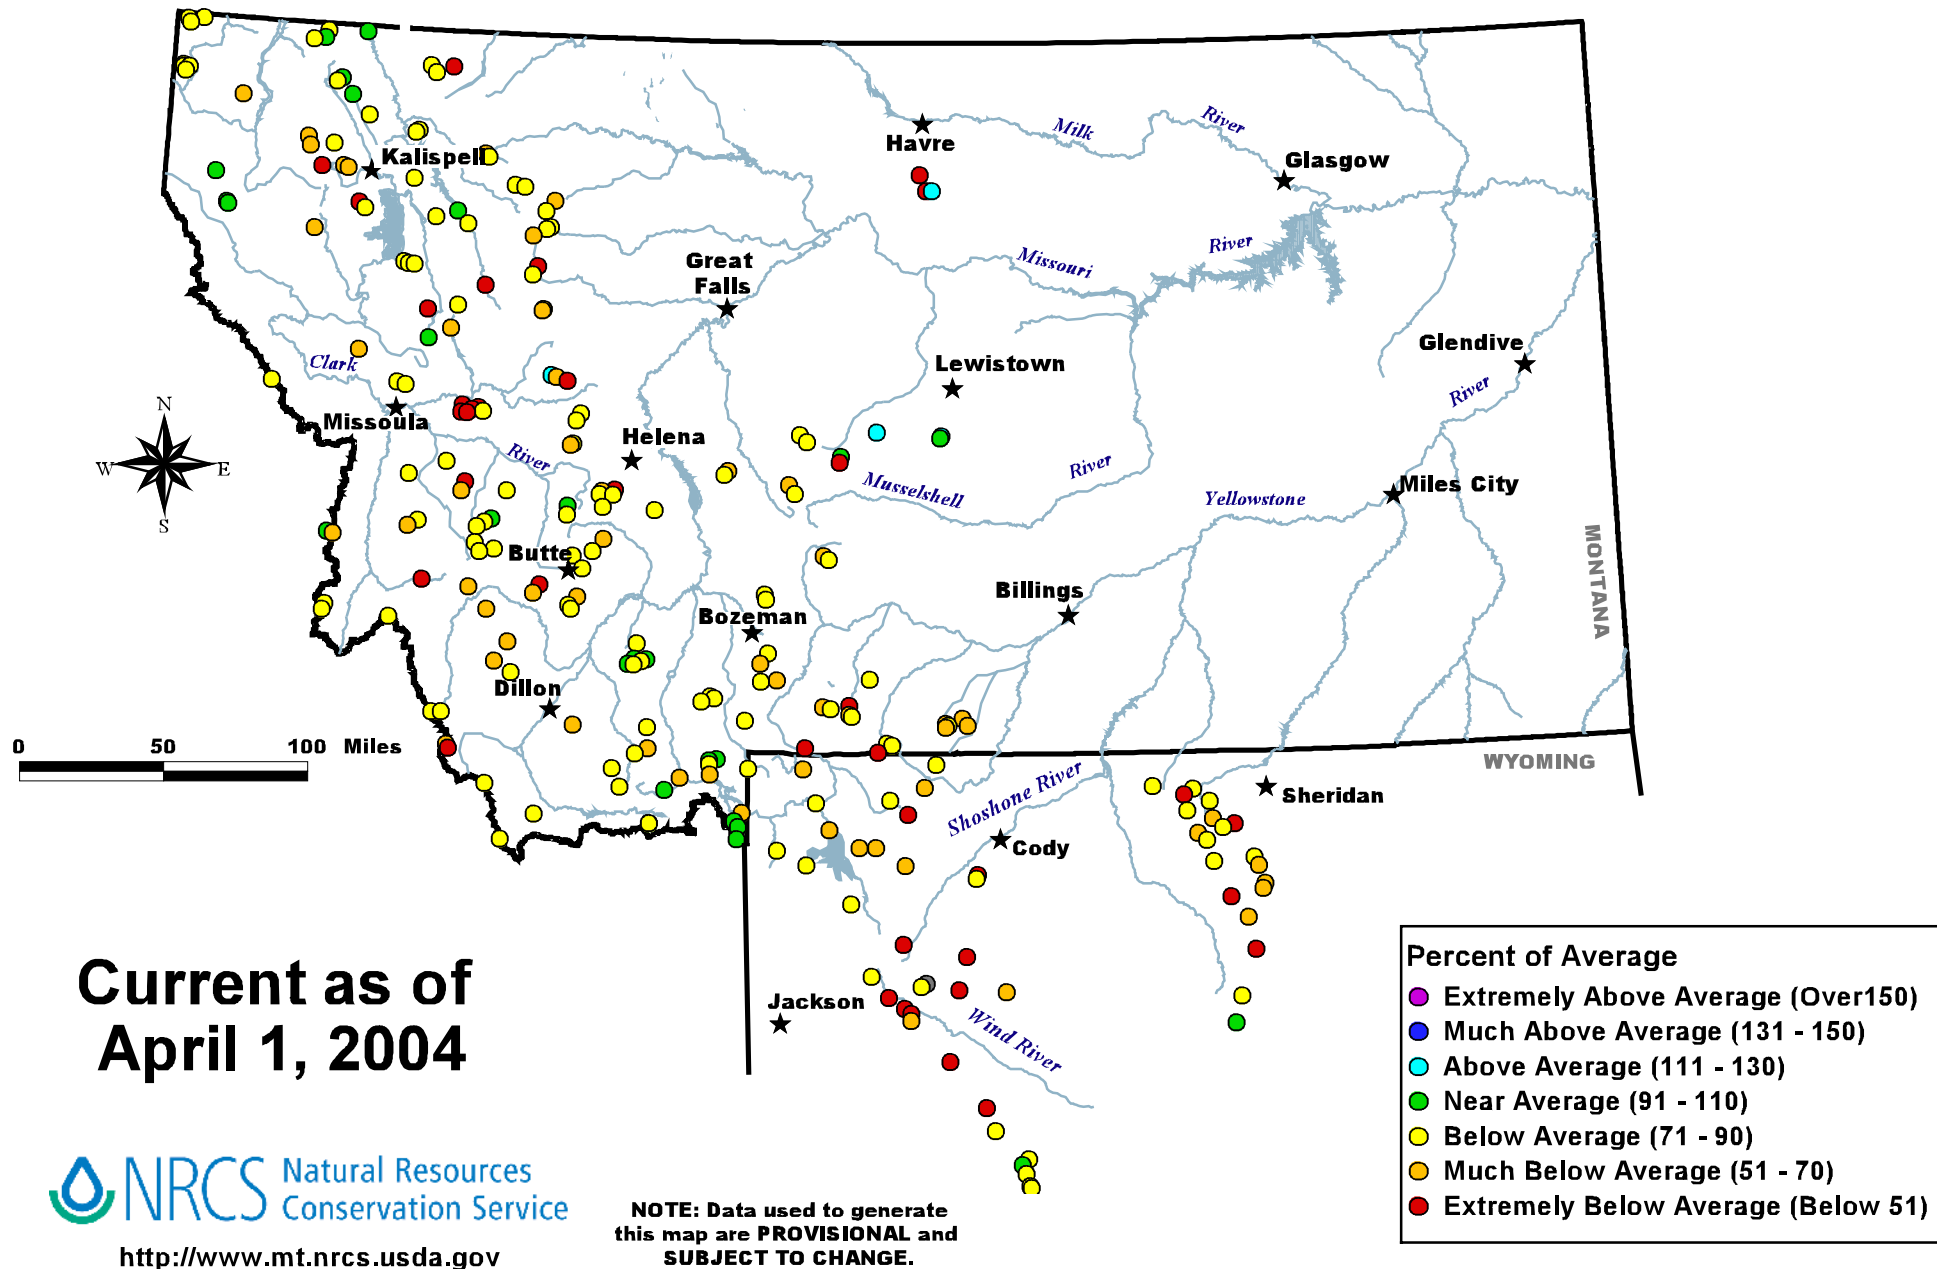 Havre
Milk
River
Glasgow
Kalispell
River
Missouri
Great
Falls
Glendive
River
Clark
Lewistown
Missoula
River
Helena
Musselshell
River
Yellowstone
Miles City
N
W
E
S
Butte
MONTANA
Billings
Bozeman
Dillon
0 50 100 Miles
WYOMING
Shoshone River
Sheridan
Cody
Jackson
Wind River
Current as of
April 1, 2004
Percent of Average
Extremely Above Average (Over150)
Much Above Average (131 - 150)
Above Average (111 - 130)
Near Average (91 - 110)
Below Average (71 - 90)
Much Below Average (51 - 70)
Extremely Below Average (Below 51)
NRCS
Natural Resources
Conservation Service
http://www.mt.nrcs.usda.gov
NOTE: Data used to generate
this map are PROVISIONAL and
SUBJECT TO CHANGE.